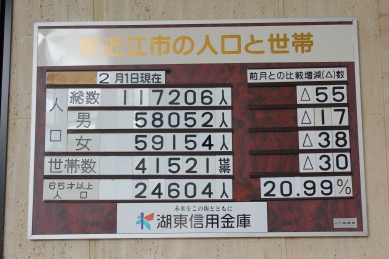 東近江市の人口と世帯
2月1日現在
前月との比較増減(△)数
人口
総数 117206人 △55
男 58052人 △17
女 59154人 △38
世帯数 41521世帯 △30
65才以上人口 24604人 20.99%
未来をこの街とともに
湖東信用金庫